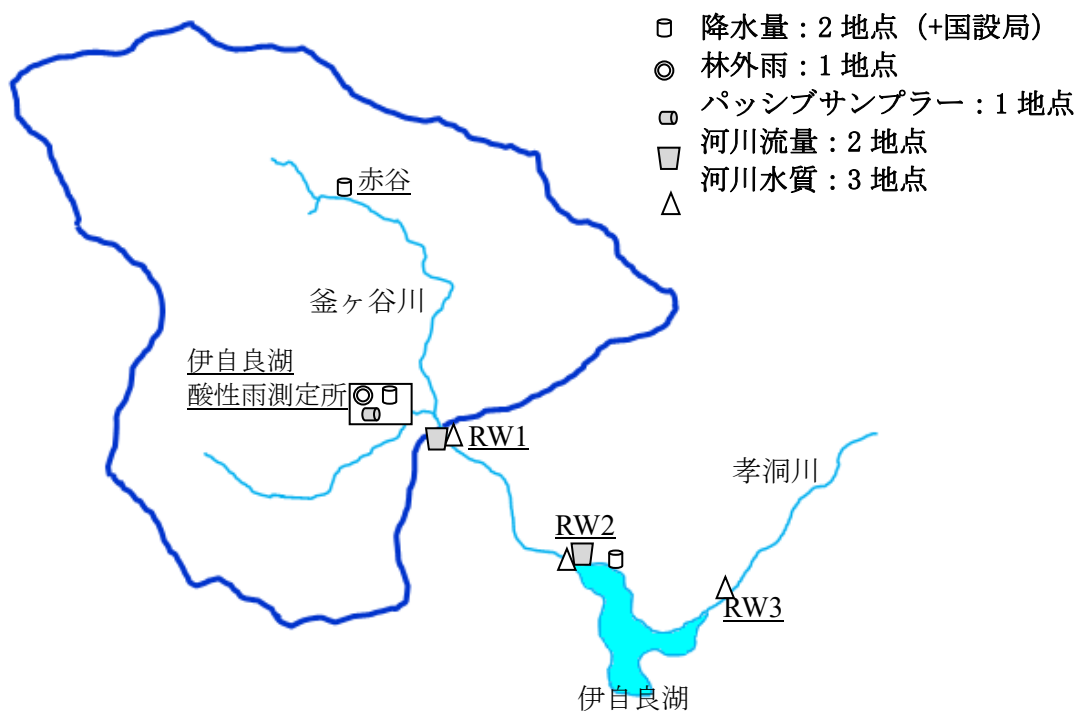 降水量：2 地点（+国設局）
林外雨：1 地点
パッシブサンプラー：1 地点
河川流量：2 地点
河川水質：3 地点
赤谷
釜ヶ谷川
伊自良湖
酸性雨測定所
RW1
孝洞川
RW2
RW3
伊自良湖